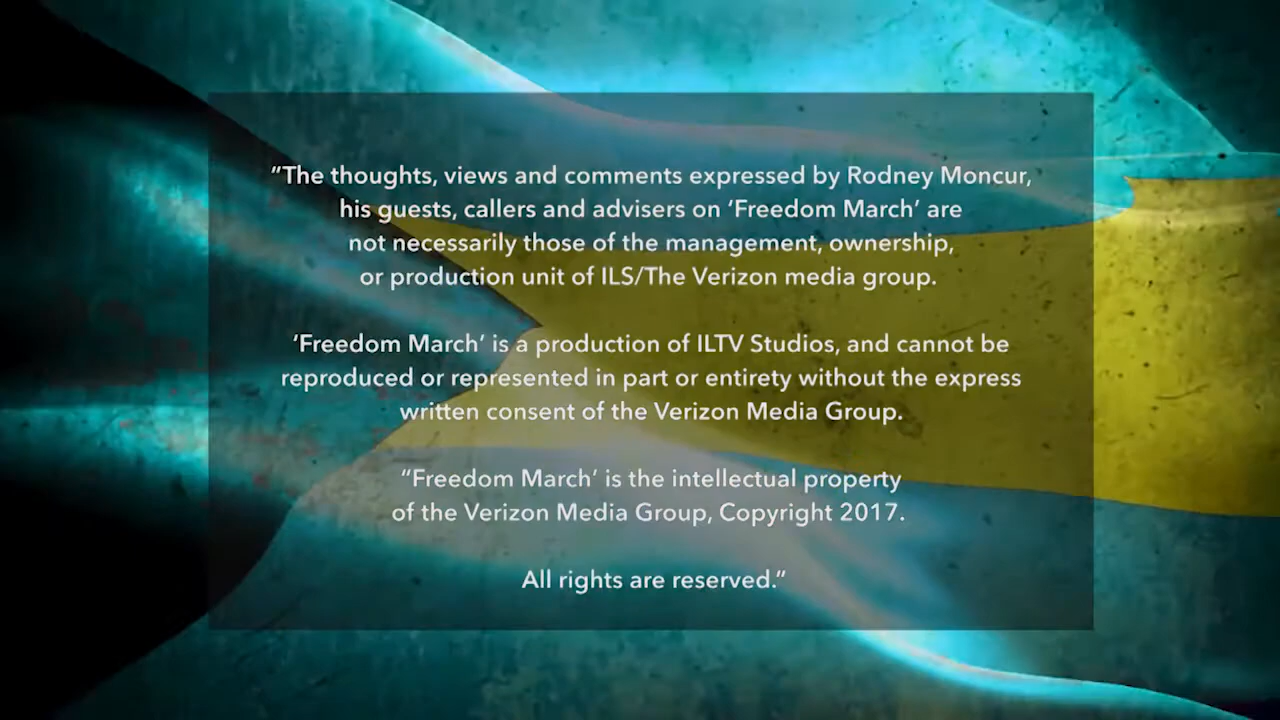 “The thoughts, views and comments expressed by Rodney Moncur,
his guests, callers and advisers on ‘Freedom March’ are
not necessarily those of the management, ownership,
or production unit of ILS/The Verizon media group.
‘Freedom March’ is a production of ILTV Studios, and cannot be
reproduced or represented in part or entirety without the express
written consent of the Verizon Media Group.
“Freedom March’ is the intellectual property
of the Verizon Media Group, Copyright 2017.
All rights are reserved.”